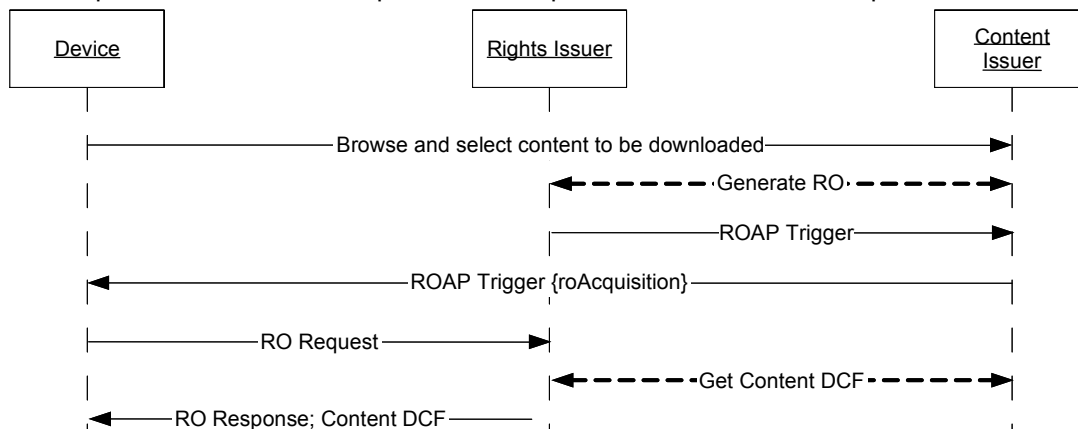 Device
Rights Issuer
Content
Issuer
Browse and select content to be downloaded
Generate RO
ROAP Trigger
ROAP Trigger {roAcquisition}
RO Request
Get Content DCF
RO Response; Content DCF